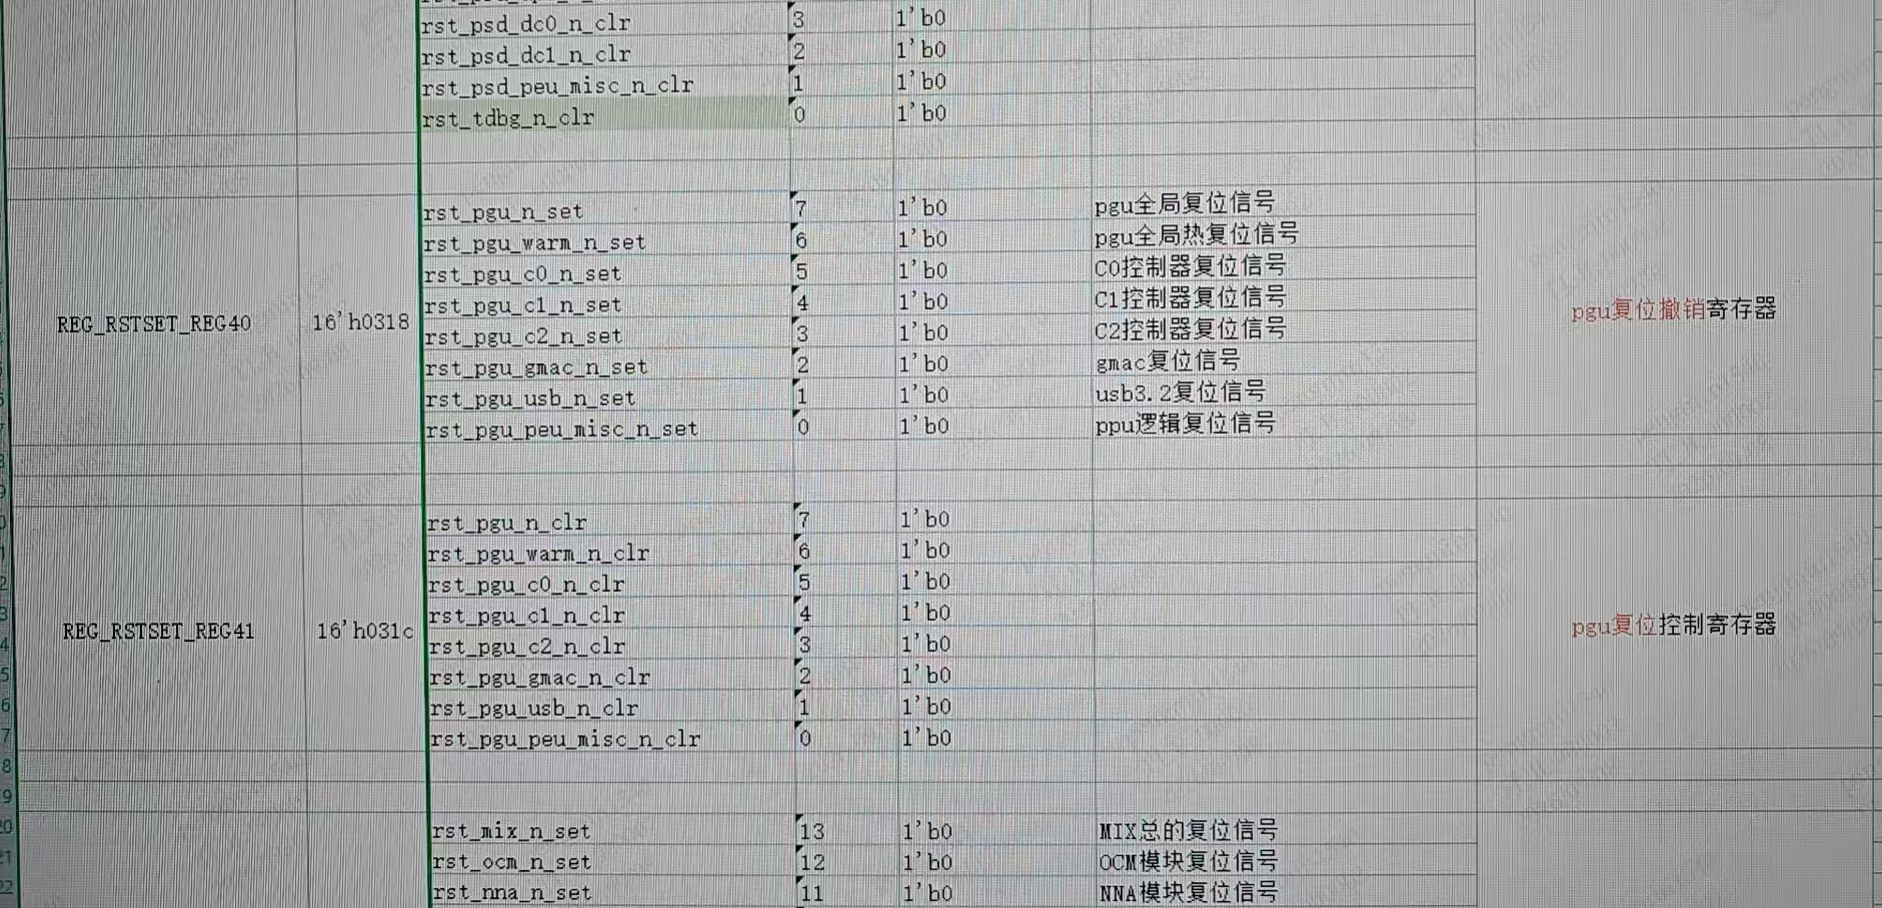 rst_psd_dc0_n_clr 3 1'b0
rst_psd_dc1_n_clr 2 1'b0
rst_psd_peu_misc_n_clr 1 1'b0
rst_tdbg_n_clr 0 1'b0
REG_RSTSET_REG40 16'h0318 pgu复位撤销寄存器
rst_pgu_n_set 7 1'b0 pgu全局复位信号
rst_pgu_warm_n_set 6 1'b0 pgu全局热复位信号
rst_pgu_c0_n_set 5 1'b0 C0控制器复位信号
rst_pgu_c1_n_set 4 1'b0 C1控制器复位信号
rst_pgu_c2_n_set 3 1'b0 C2控制器复位信号
rst_pgu_gmac_n_set 2 1'b0 gmac复位信号
rst_pgu_usb_n_set 1 1'b0 usb3.2复位信号
rst_pgu_peu_misc_n_set 0 1'b0 ppu逻辑复位信号
REG_RSTSET_REG41 16'h031c pgu复位控制寄存器
rst_pgu_n_clr 7 1'b0
rst_pgu_warm_n_clr 6 1'b0
rst_pgu_c0_n_clr 5 1'b0
rst_pgu_c1_n_clr 4 1'b0
rst_pgu_c2_n_clr 3 1'b0
rst_pgu_gmac_n_clr 2 1'b0
rst_pgu_usb_n_clr 1 1'b0
rst_pgu_peu_misc_n_clr 0 1'b0
rst_mix_n_set 13 1'b0 MIX总的复位信号
rst_ocm_n_set 12 1'b0 OCM模块复位信号
rst_nna_n_set 11 1'b0 NNA模块复位信号